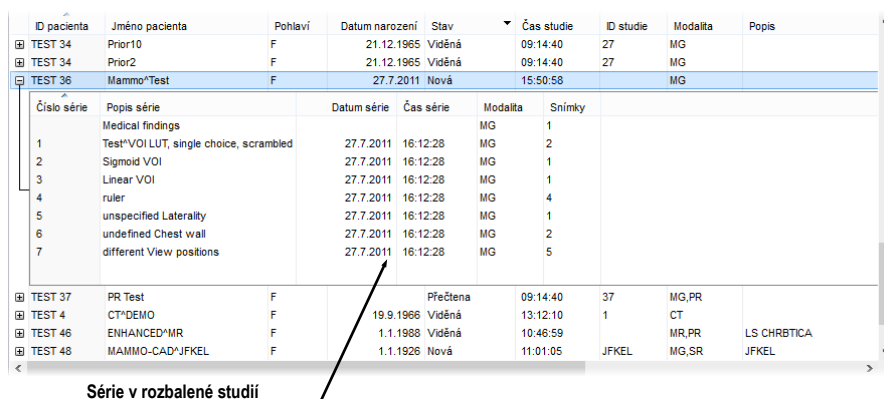 ID pacienta Jméno pacienta Pohlaví Datum narození Stav Čas studie ID studie Modalita Popis
TEST 34 Prior10 F 21.12.1965 Viděná 09:14:40 27 MG
TEST 34 Prior2 F 21.12.1965 Viděná 09:14:40 27 MG
TEST 36 Mammo^Test F 27.7.2011 Nová 15:50:58 MG
Číslo série Popis série Datum série Čas série Modalita Snímky
Medical findings MG 1
1 Test^VOI LUT, single choice, scrambled 27.7.2011 16:12:28 MG 2
2 Sigmoid VOI 27.7.2011 16:12:28 MG 1
3 Linear VOI 27.7.2011 16:12:28 MG 1
4 ruler 27.7.2011 16:12:28 MG 4
5 unspecified Laterality 27.7.2011 16:12:28 MG 1
6 undefined Chest wall 27.7.2011 16:12:28 MG 2
7 different View positions 27.7.2011 16:12:28 MG 5
TEST 37 PR Test F Přečtena 09:14:40 37 MG,PR
TEST 4 CT^DEMO F 19.9.1966 Viděná 13:12:10 1 CT
TEST 46 ENHANCED^MR F 1.1.1988 Viděná 10:46:59 MR,PR LS CHRBTICA
TEST 48 MAMMO-CAD^JFKEL F 1.1.1926 Nová 11:01:05 JFKEL MG,SR JFKEL
Série v rozbalené studií